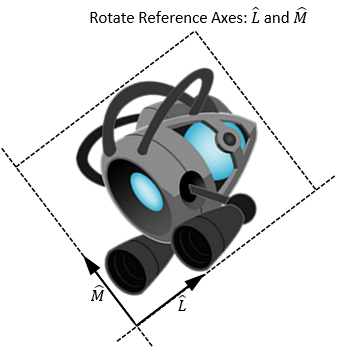 Rotate Reference Axes: L̂ and M̂
M̂
L̂